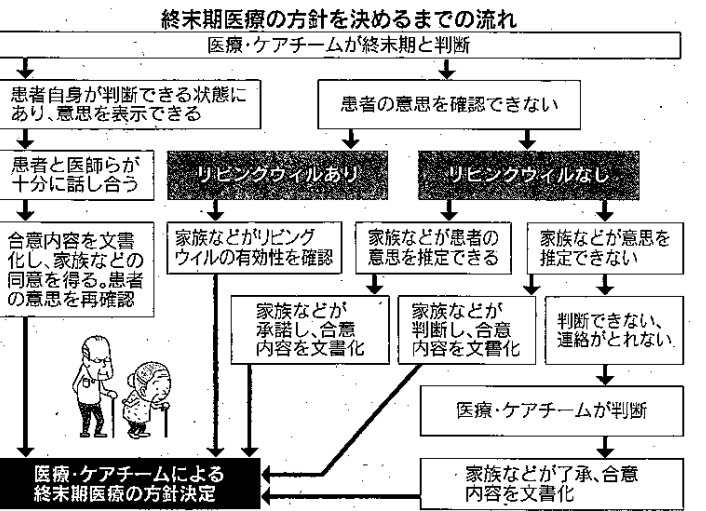 終末期医療の方針を決めるまでの流れ
医療・ケアチームが終末期と判断
患者自身が判断できる状態に
あり、意思を表示できる
患者の意思を確認できない
患者と医師らが
十分に話し合う
リビングウィルあり
リビングウィルなし
合意内容を文書
化し、家族などの
同意を得る。患者
の意思を再確認
家族などがリビング
ウィルの有効性を確認
家族などが患者の
意思を推定できる
家族などが意思を
推定できない
家族などが
承諾し、合意
内容を文書化
家族などが
判断し、合意
内容を文書化
判断できない、
連絡がとれない
医療・ケアチームが判断
家族などが了承、合意
内容を文書化
医療・ケアチームによる
終末期医療の方針決定